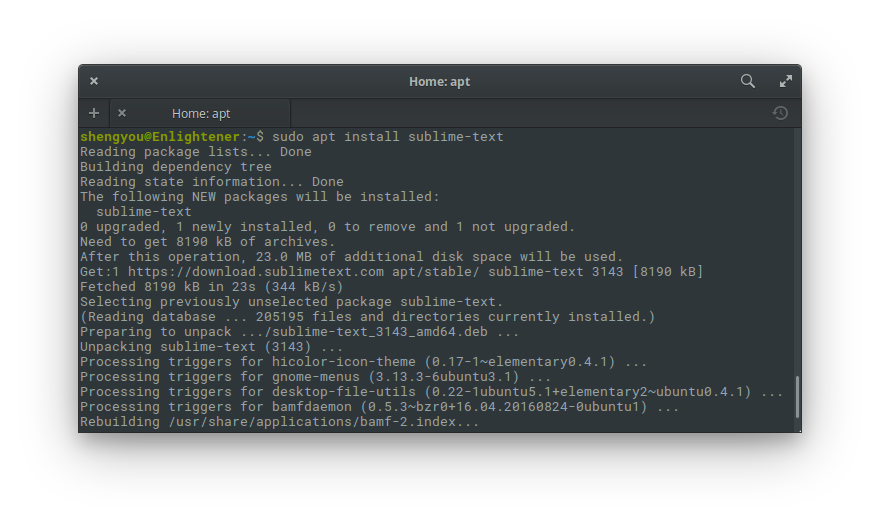 Home: apt
Home: apt
shengyou@Enlightener:~$ sudo apt install sublime-text
Reading package lists... Done
Building dependency tree
Reading state information... Done
The following NEW packages will be installed:
  sublime-text
0 upgraded, 1 newly installed, 0 to remove and 1 not upgraded.
Need to get 8190 kB of archives.
After this operation, 23.0 MB of additional disk space will be used.
Get:1 https://download.sublimetext.com apt/stable/ sublime-text 3143 [8190 kB]
Fetched 8190 kB in 23s (344 kB/s)
Selecting previously unselected package sublime-text.
(Reading database ... 205195 files and directories currently installed.)
Preparing to unpack .../sublime-text_3143_amd64.deb ...
Unpacking sublime-text (3143) ...
Processing triggers for hicolor-icon-theme (0.17-1~elementary0.4.1) ...
Processing triggers for gnome-menus (3.13.3-6ubuntu3.1) ...
Processing triggers for desktop-file-utils (0.22-1ubuntu5.1+elementary2~ubuntu0.4.1) ...
Processing triggers for bamfdaemon (0.5.3~bzr0+16.04.20160824-0ubuntu1) ...
Rebuilding /usr/share/applications/bamf-2.index...